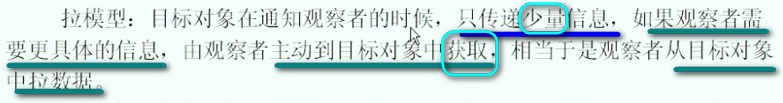 拉模型：目标对象在通知观察者的时候，只传递少量信息，如果观察者需
要更具体的信息，由观察者主动到目标对象中获取，相当于是观察者从目标对象
中拉数据。